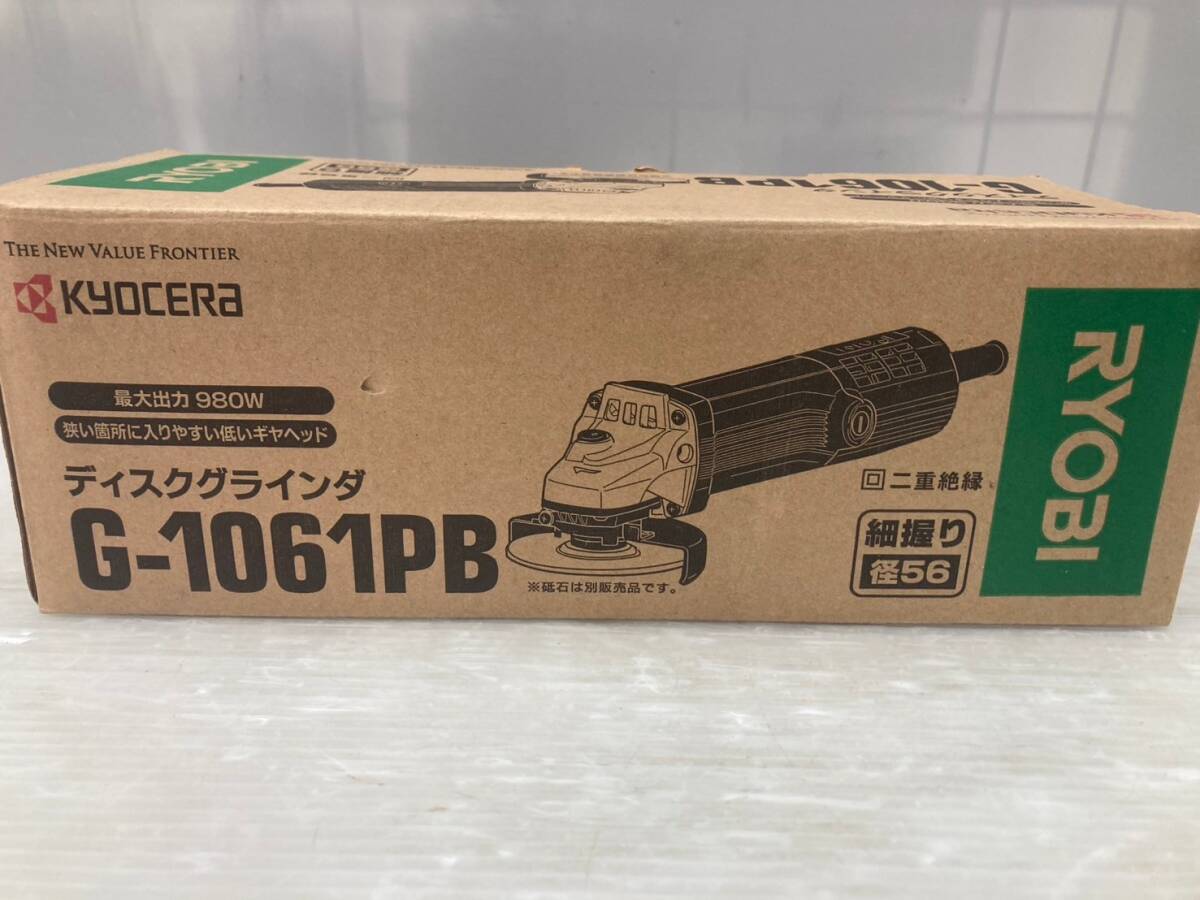 RYOBI
G-1061PB
THE NEW VALUE FRONTIER
KYOCERA
最大出力 980W
狭い箇所に入りやすい低いギヤヘッド
ディスクグラインダ
G-1061PB
※砥石は別販売品です。
回二重絶縁
細握り
径56
RYOBI